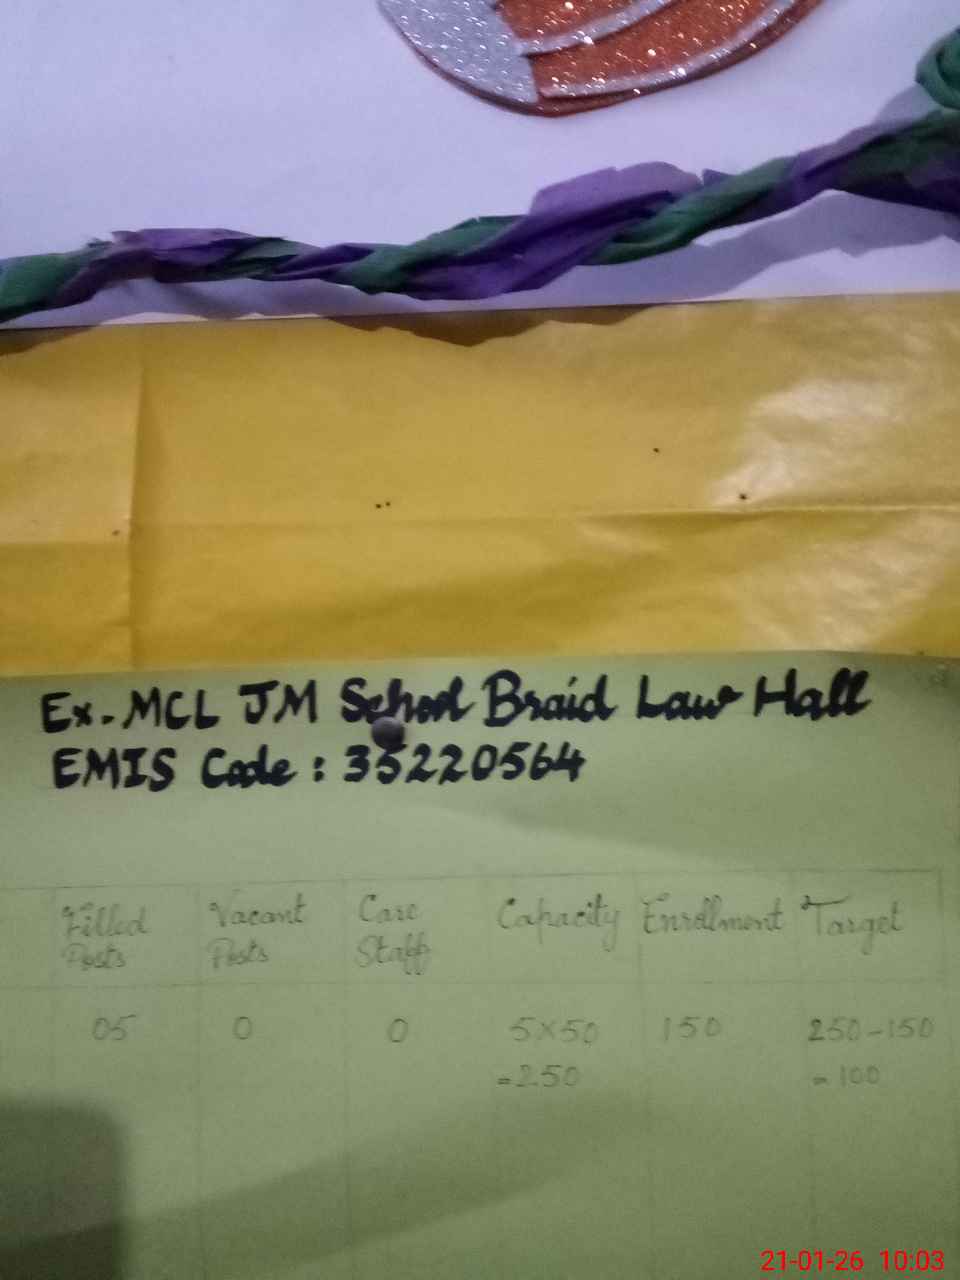 Ex. MCL JM School Braid Law Hall
EMIS Code : 35220564
Filled Posts Vacant Posts Care Staff Capacity Enrollment Target
05 0 0 5×50 150 250-150
=250 = 100
21-01-26 10:03